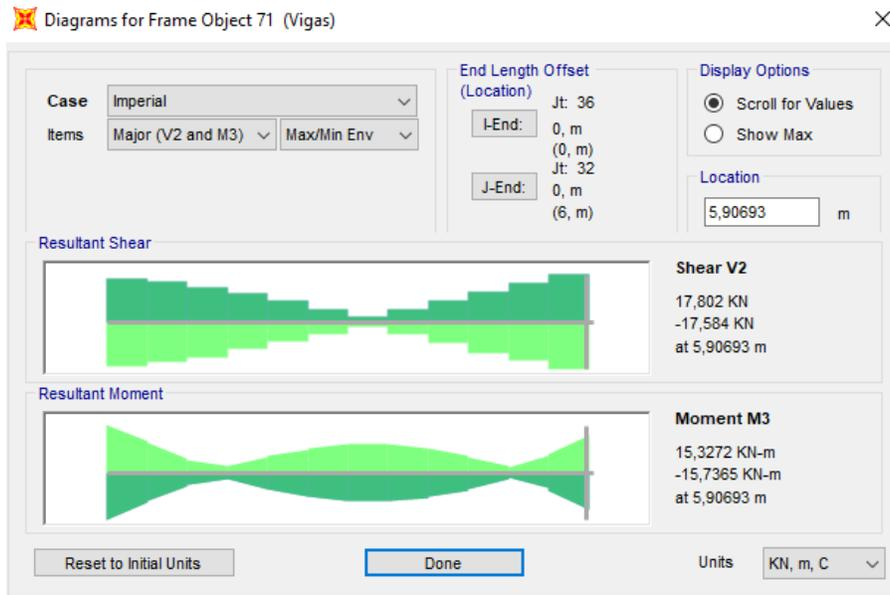 Diagrams for Frame Object 71 (Vigas)
Case Imperial
Items Major (V2 and M3) Max/Min Env
End Length Offset
(Location)
I-End: Jt: 36
0, m
(0, m)
J-End: Jt: 32
0, m
(6, m)
Display Options
Scroll for Values
Show Max
Location
5,90693 m
Resultant Shear
Shear V2
17,802 KN
-17,584 KN
at 5,90693 m
Resultant Moment
Moment M3
15,3272 KN-m
-15,7365 KN-m
at 5,90693 m
Reset to Initial Units Done Units KN, m, C